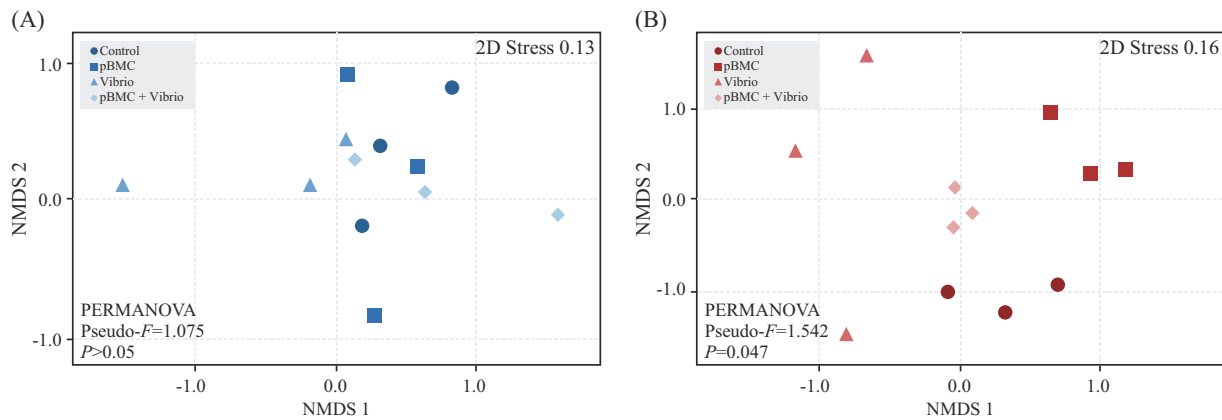 (A)
2D Stress 0.13
Control
pBMC
Vibrio
pBMC + Vibrio
1.0
0.0
-1.0
NMDS 2
PERMANOVA
Pseudo-F=1.075
P>0.05
-1.0
0.0
1.0
NMDS 1
(B)
2D Stress 0.16
Control
pBMC
Vibrio
pBMC + Vibrio
1.0
0.0
-1.0
NMDS 2
PERMANOVA
Pseudo-F=1.542
P=0.047
-1.0
0.0
1.0
NMDS 1